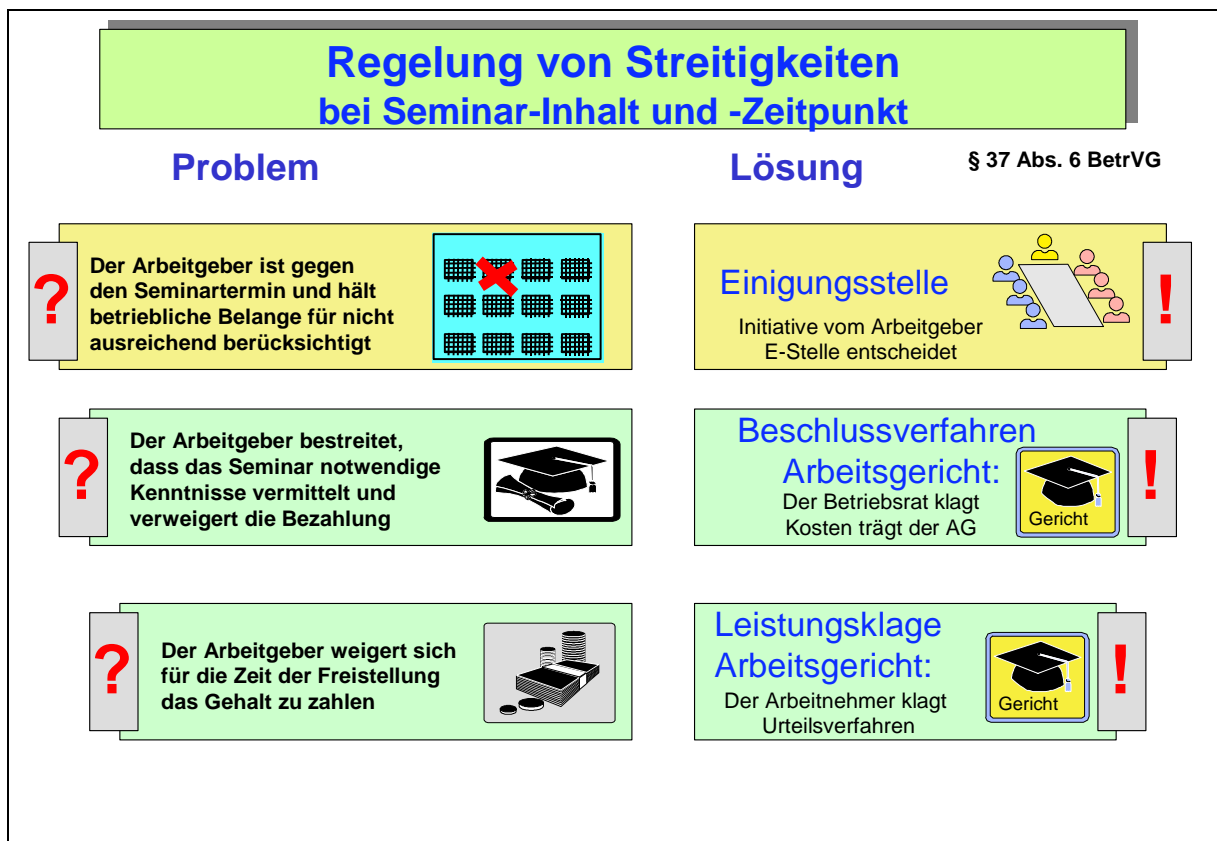 Regelung von Streitigkeiten
bei Seminar-Inhalt und -Zeitpunkt
Problem
Lösung
§ 37 Abs. 6 BetrVG
?
Der Arbeitgeber ist gegen
den Seminartermin und hält
betriebliche Belange für nicht
ausreichend berücksichtigt
Einigungsstelle
Initiative vom Arbeitgeber
E-Stelle entscheidet
!
?
Der Arbeitgeber bestreitet,
dass das Seminar notwendige
Kenntnisse vermittelt und
verweigert die Bezahlung
Beschlussverfahren
Arbeitsgericht:
Der Betriebsrat klagt
Kosten trägt der AG
Gericht
!
?
Der Arbeitgeber weigert sich
für die Zeit der Freistellung
das Gehalt zu zahlen
Leistungsklage
Arbeitsgericht:
Der Arbeitnehmer klagt
Urteilsverfahren
Gericht
!